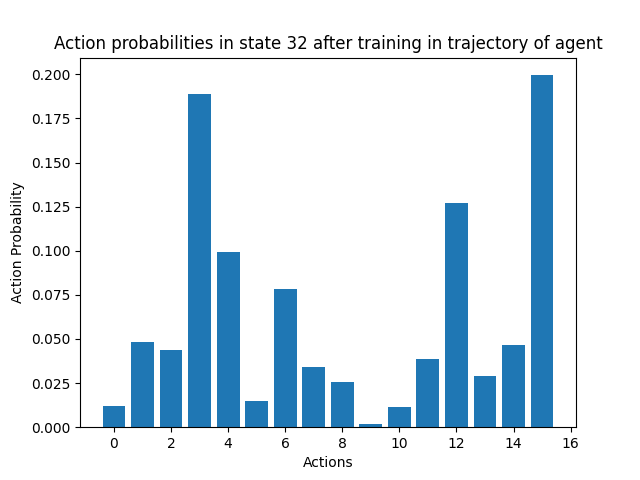 Action probabilities in state 32 after training in trajectory of agent
0.200
0.175
0.150
0.125
0.100
0.075
0.050
0.025
0.000
Action Probability
0 2 4 6 8 10 12 14 16
Actions